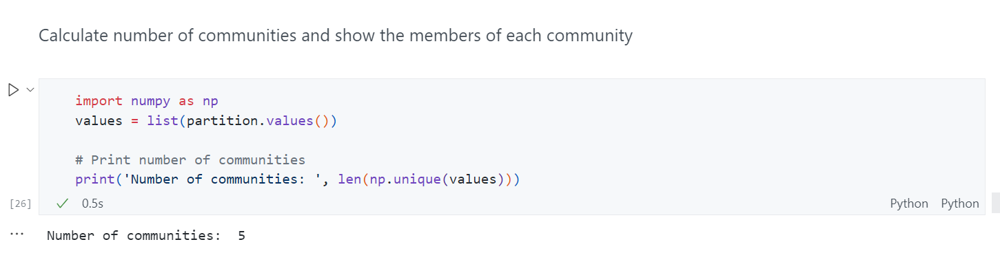 Calculate number of communities and show the members of each community
import numpy as np
values = list(partition.values())
# Print number of communities
print('Number of communities: ', len(np.unique(values)))
[26] 0.5s Python Python
... Number of communities:  5